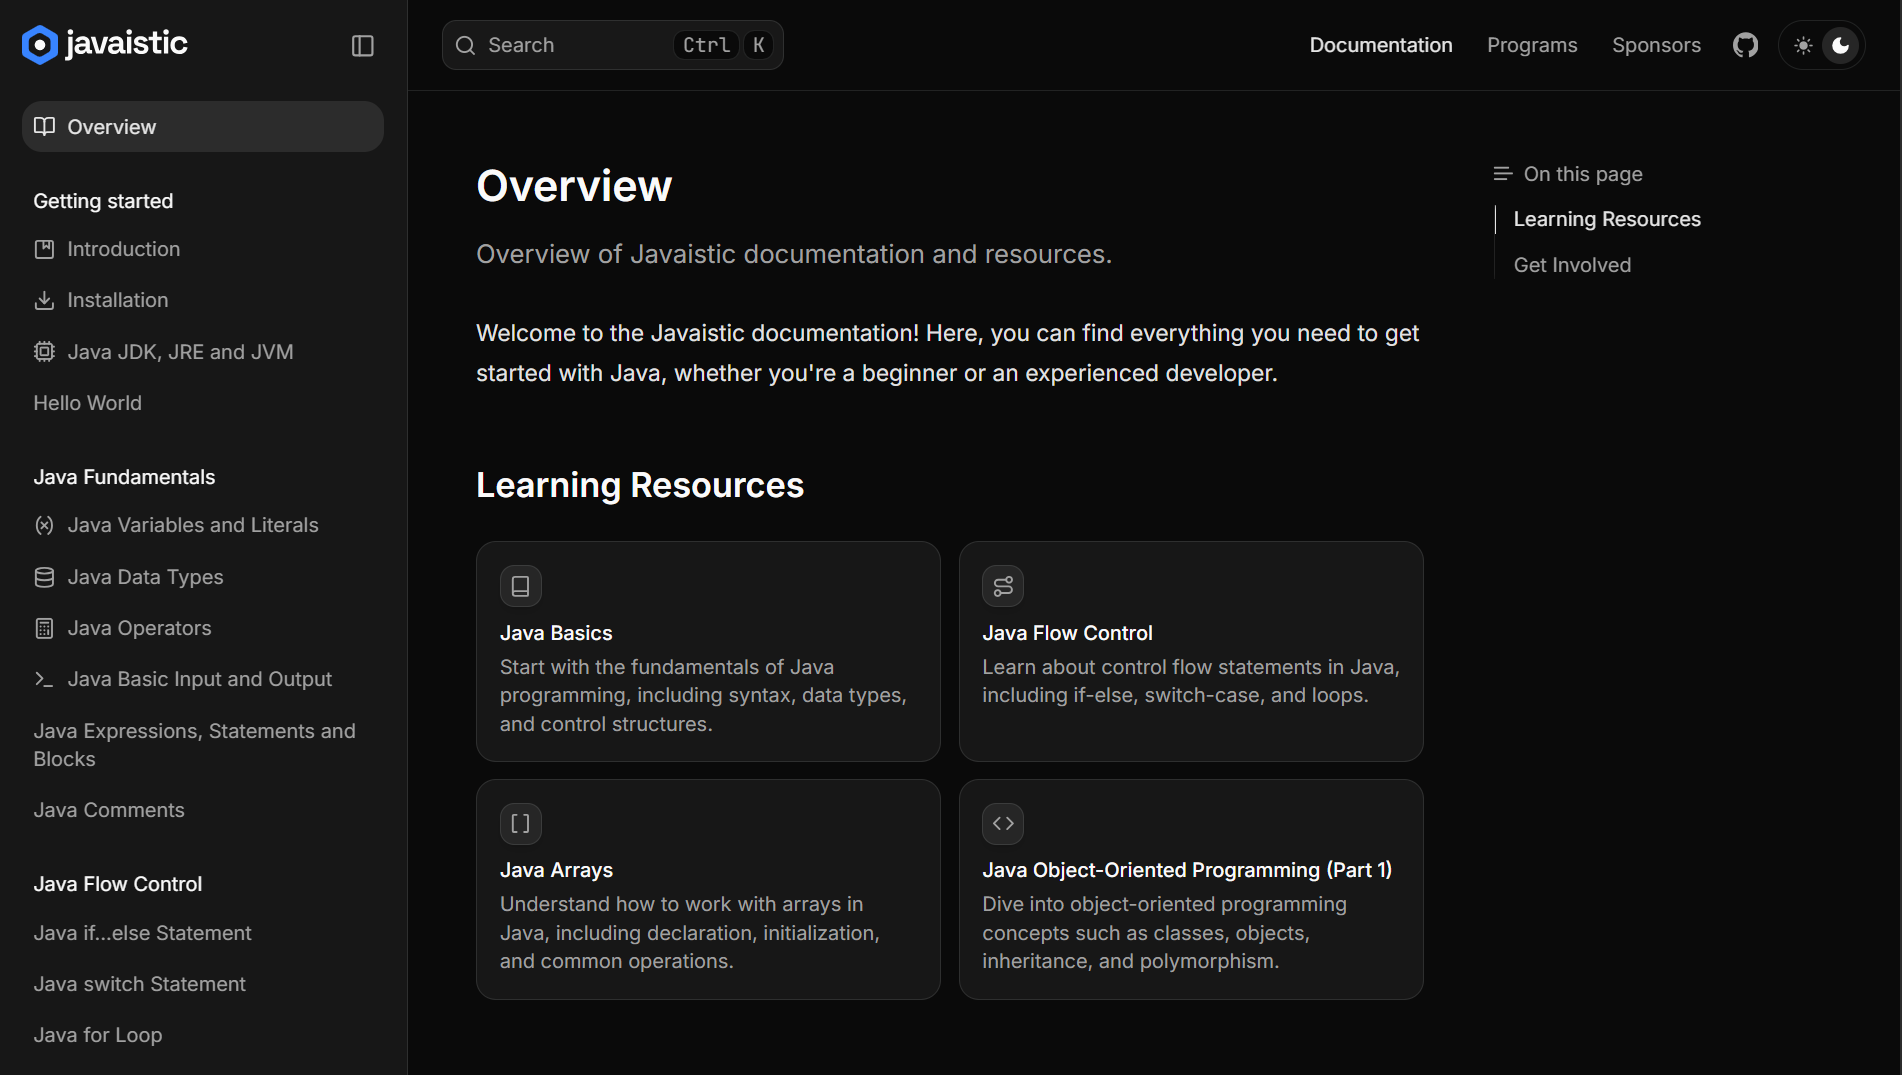 javaistic
Search Ctrl K
Documentation Programs Sponsors
Overview
Getting started
Introduction
Installation
Java JDK, JRE and JVM
Hello World
Java Fundamentals
Java Variables and Literals
Java Data Types
Java Operators
Java Basic Input and Output
Java Expressions, Statements and
Blocks
Java Comments
Java Flow Control
Java if...else Statement
Java switch Statement
Java for Loop
Overview
Overview of Javaistic documentation and resources.
Welcome to the Javaistic documentation! Here, you can find everything you need to get
started with Java, whether you're a beginner or an experienced developer.
Learning Resources
Java Basics
Start with the fundamentals of Java
programming, including syntax, data types,
and control structures.
Java Flow Control
Learn about control flow statements in Java,
including if-else, switch-case, and loops.
Java Arrays
Understand how to work with arrays in
Java, including declaration, initialization,
and common operations.
Java Object-Oriented Programming (Part 1)
Dive into object-oriented programming
concepts such as classes, objects,
inheritance, and polymorphism.
On this page
Learning Resources
Get Involved